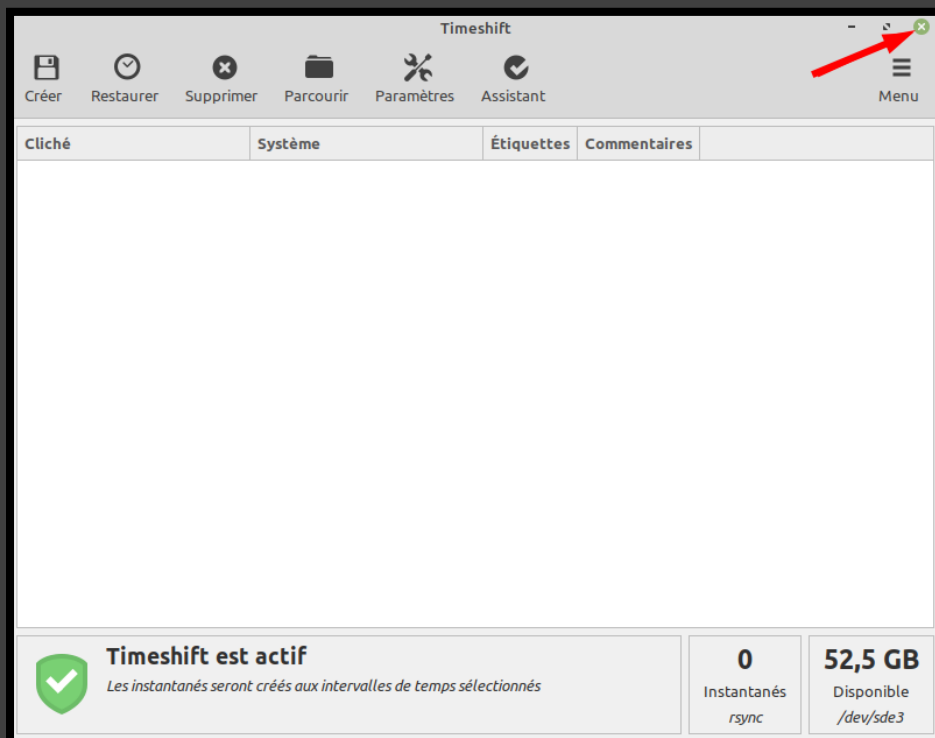 Timeshift
Créer Restaurer Supprimer Parcourir Paramètres Assistant Menu
Cliché Système Étiquettes Commentaires
Timeshift est actif
Les instantanés seront créés aux intervalles de temps sélectionnés
0
Instantanés
rsync
52,5 GB
Disponible
/dev/sde3